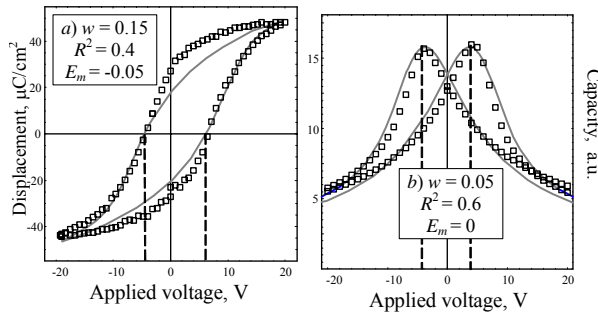 a) w = 0.15
R² = 0.4
E_m = -0.05
Displacement, μC/cm²
40
20
0
-20
-40
-20
-10
0
10
20
Applied voltage, V
15
10
5
b) w = 0.05
R² = 0.6
E_m = 0
Capacity, a.u.
-20
-10
0
10
20
Applied voltage, V